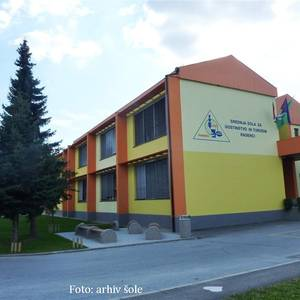 SREDNJA ŠOLA ZA
GOSTINSTVO IN TURIZEM
RADENCI
Foto: arhiv šole